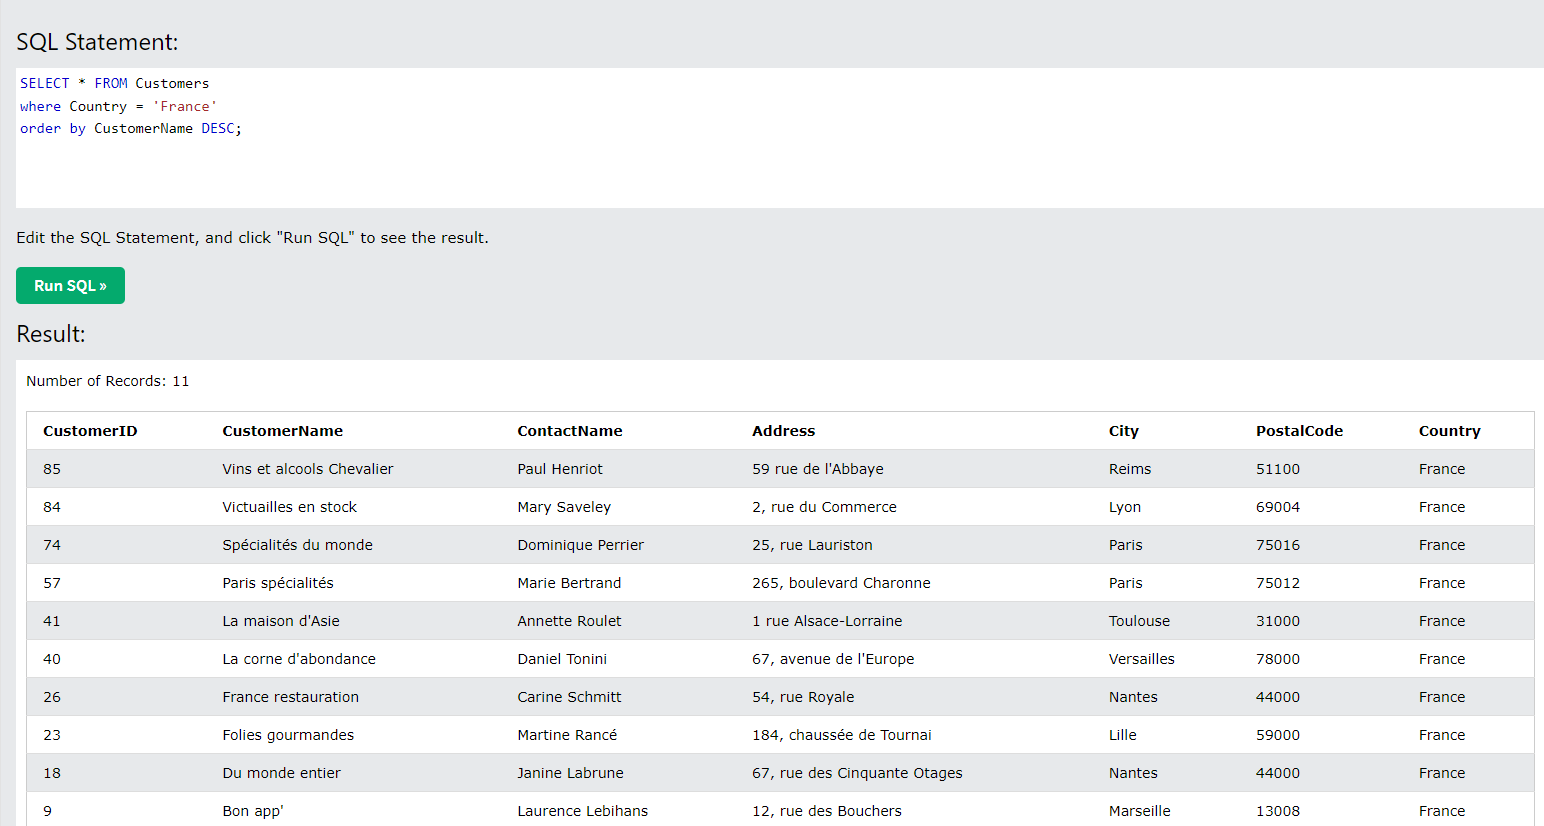 SQL Statement:
SELECT * FROM Customers
where Country = 'France'
order by CustomerName DESC;
Edit the SQL Statement, and click "Run SQL" to see the result.
Run SQL »
Result:
Number of Records: 11
CustomerID CustomerName ContactName Address City PostalCode Country
85 Vins et alcools Chevalier Paul Henriot 59 rue de l'Abbaye Reims 51100 France
84 Victuailles en stock Mary Saveley 2, rue du Commerce Lyon 69004 France
74 Spécialités du monde Dominique Perrier 25, rue Lauriston Paris 75016 France
57 Paris spécialités Marie Bertrand 265, boulevard Charonne Paris 75012 France
41 La maison d'Asie Annette Roulet 1 rue Alsace-Lorraine Toulouse 31000 France
40 La corne d'abondance Daniel Tonini 67, avenue de l'Europe Versailles 78000 France
26 France restauration Carine Schmitt 54, rue Royale Nantes 44000 France
23 Folies gourmandes Martine Rancé 184, chaussée de Tournai Lille 59000 France
18 Du monde entier Janine Labrune 67, rue des Cinquante Otages Nantes 44000 France
9 Bon app' Laurence Lebihans 12, rue des Bouchers Marseille 13008 France